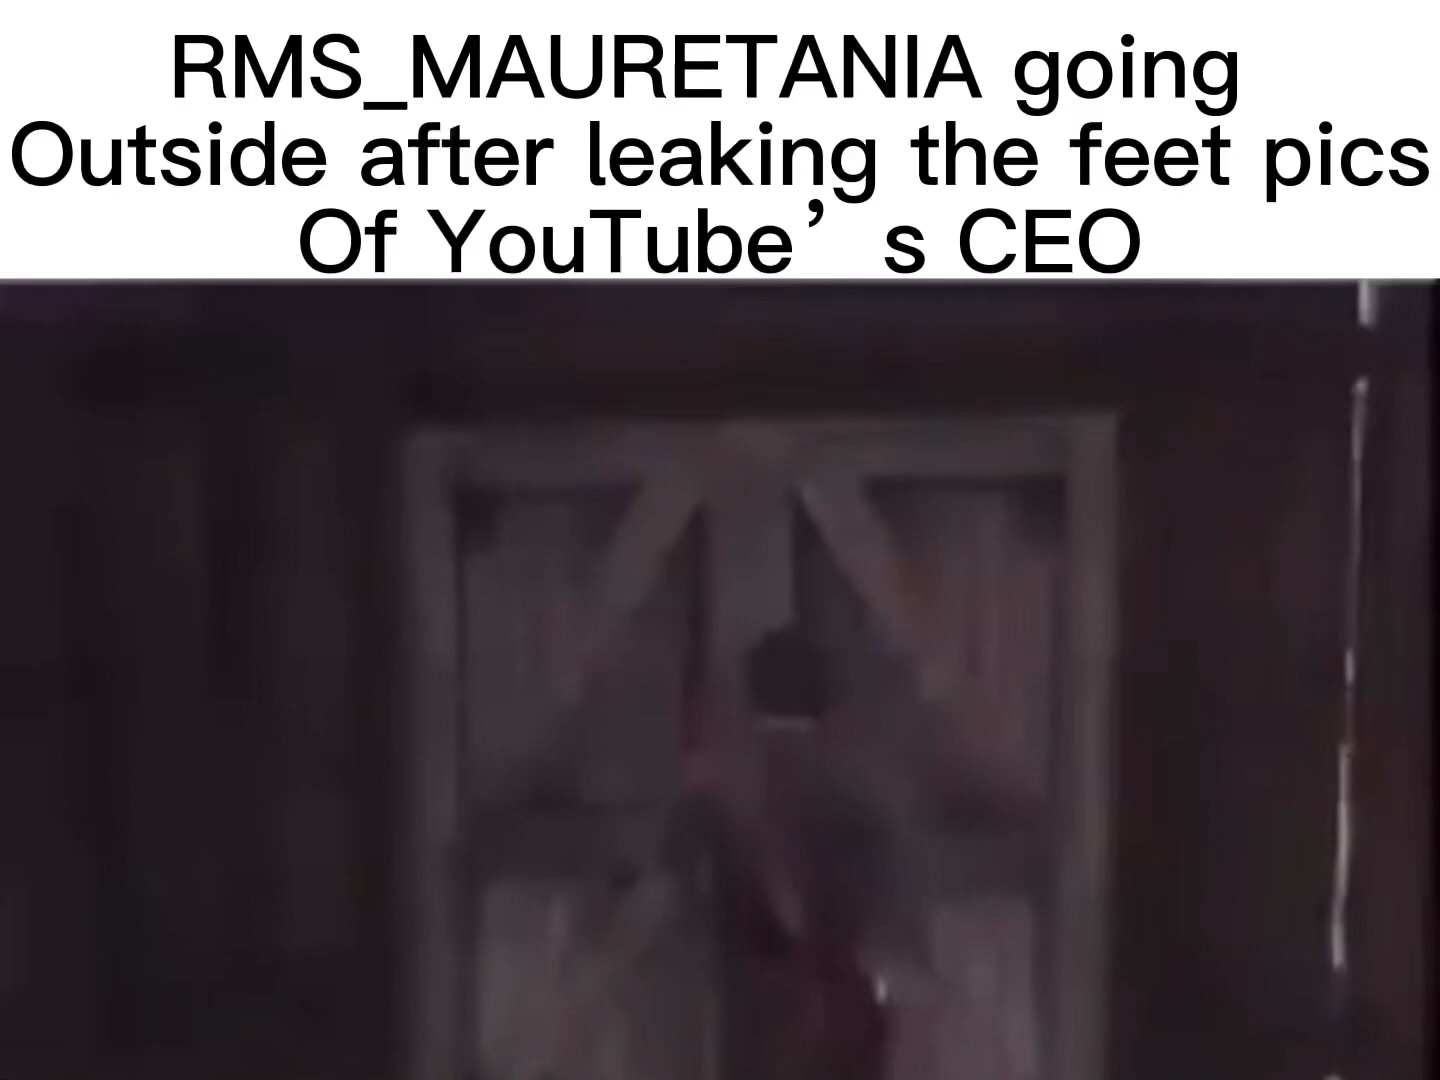 RMS_MAURETANIA going
Outside after leaking the feet pics
Of YouTube’s CEO